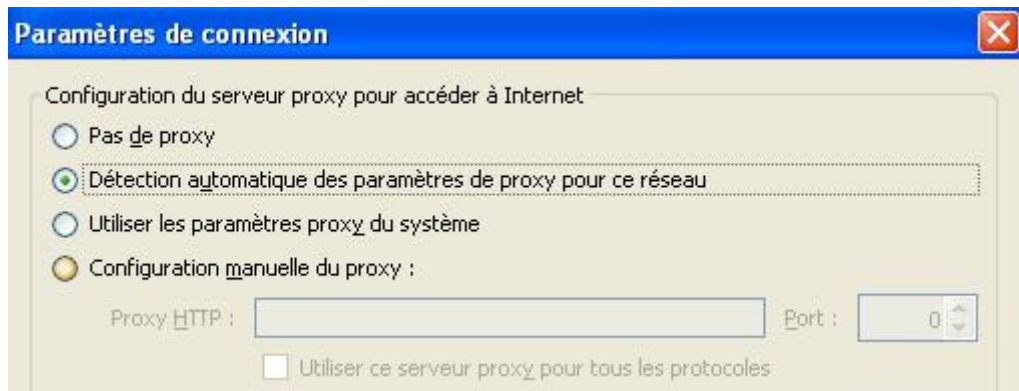 Paramètres de connexion
Configuration du serveur proxy pour accéder à Internet
Pas de proxy
Détection automatique des paramètres de proxy pour ce réseau
Utiliser les paramètres proxy du système
Configuration manuelle du proxy :
Proxy HTTP : Port : 0
Utiliser ce serveur proxy pour tous les protocoles